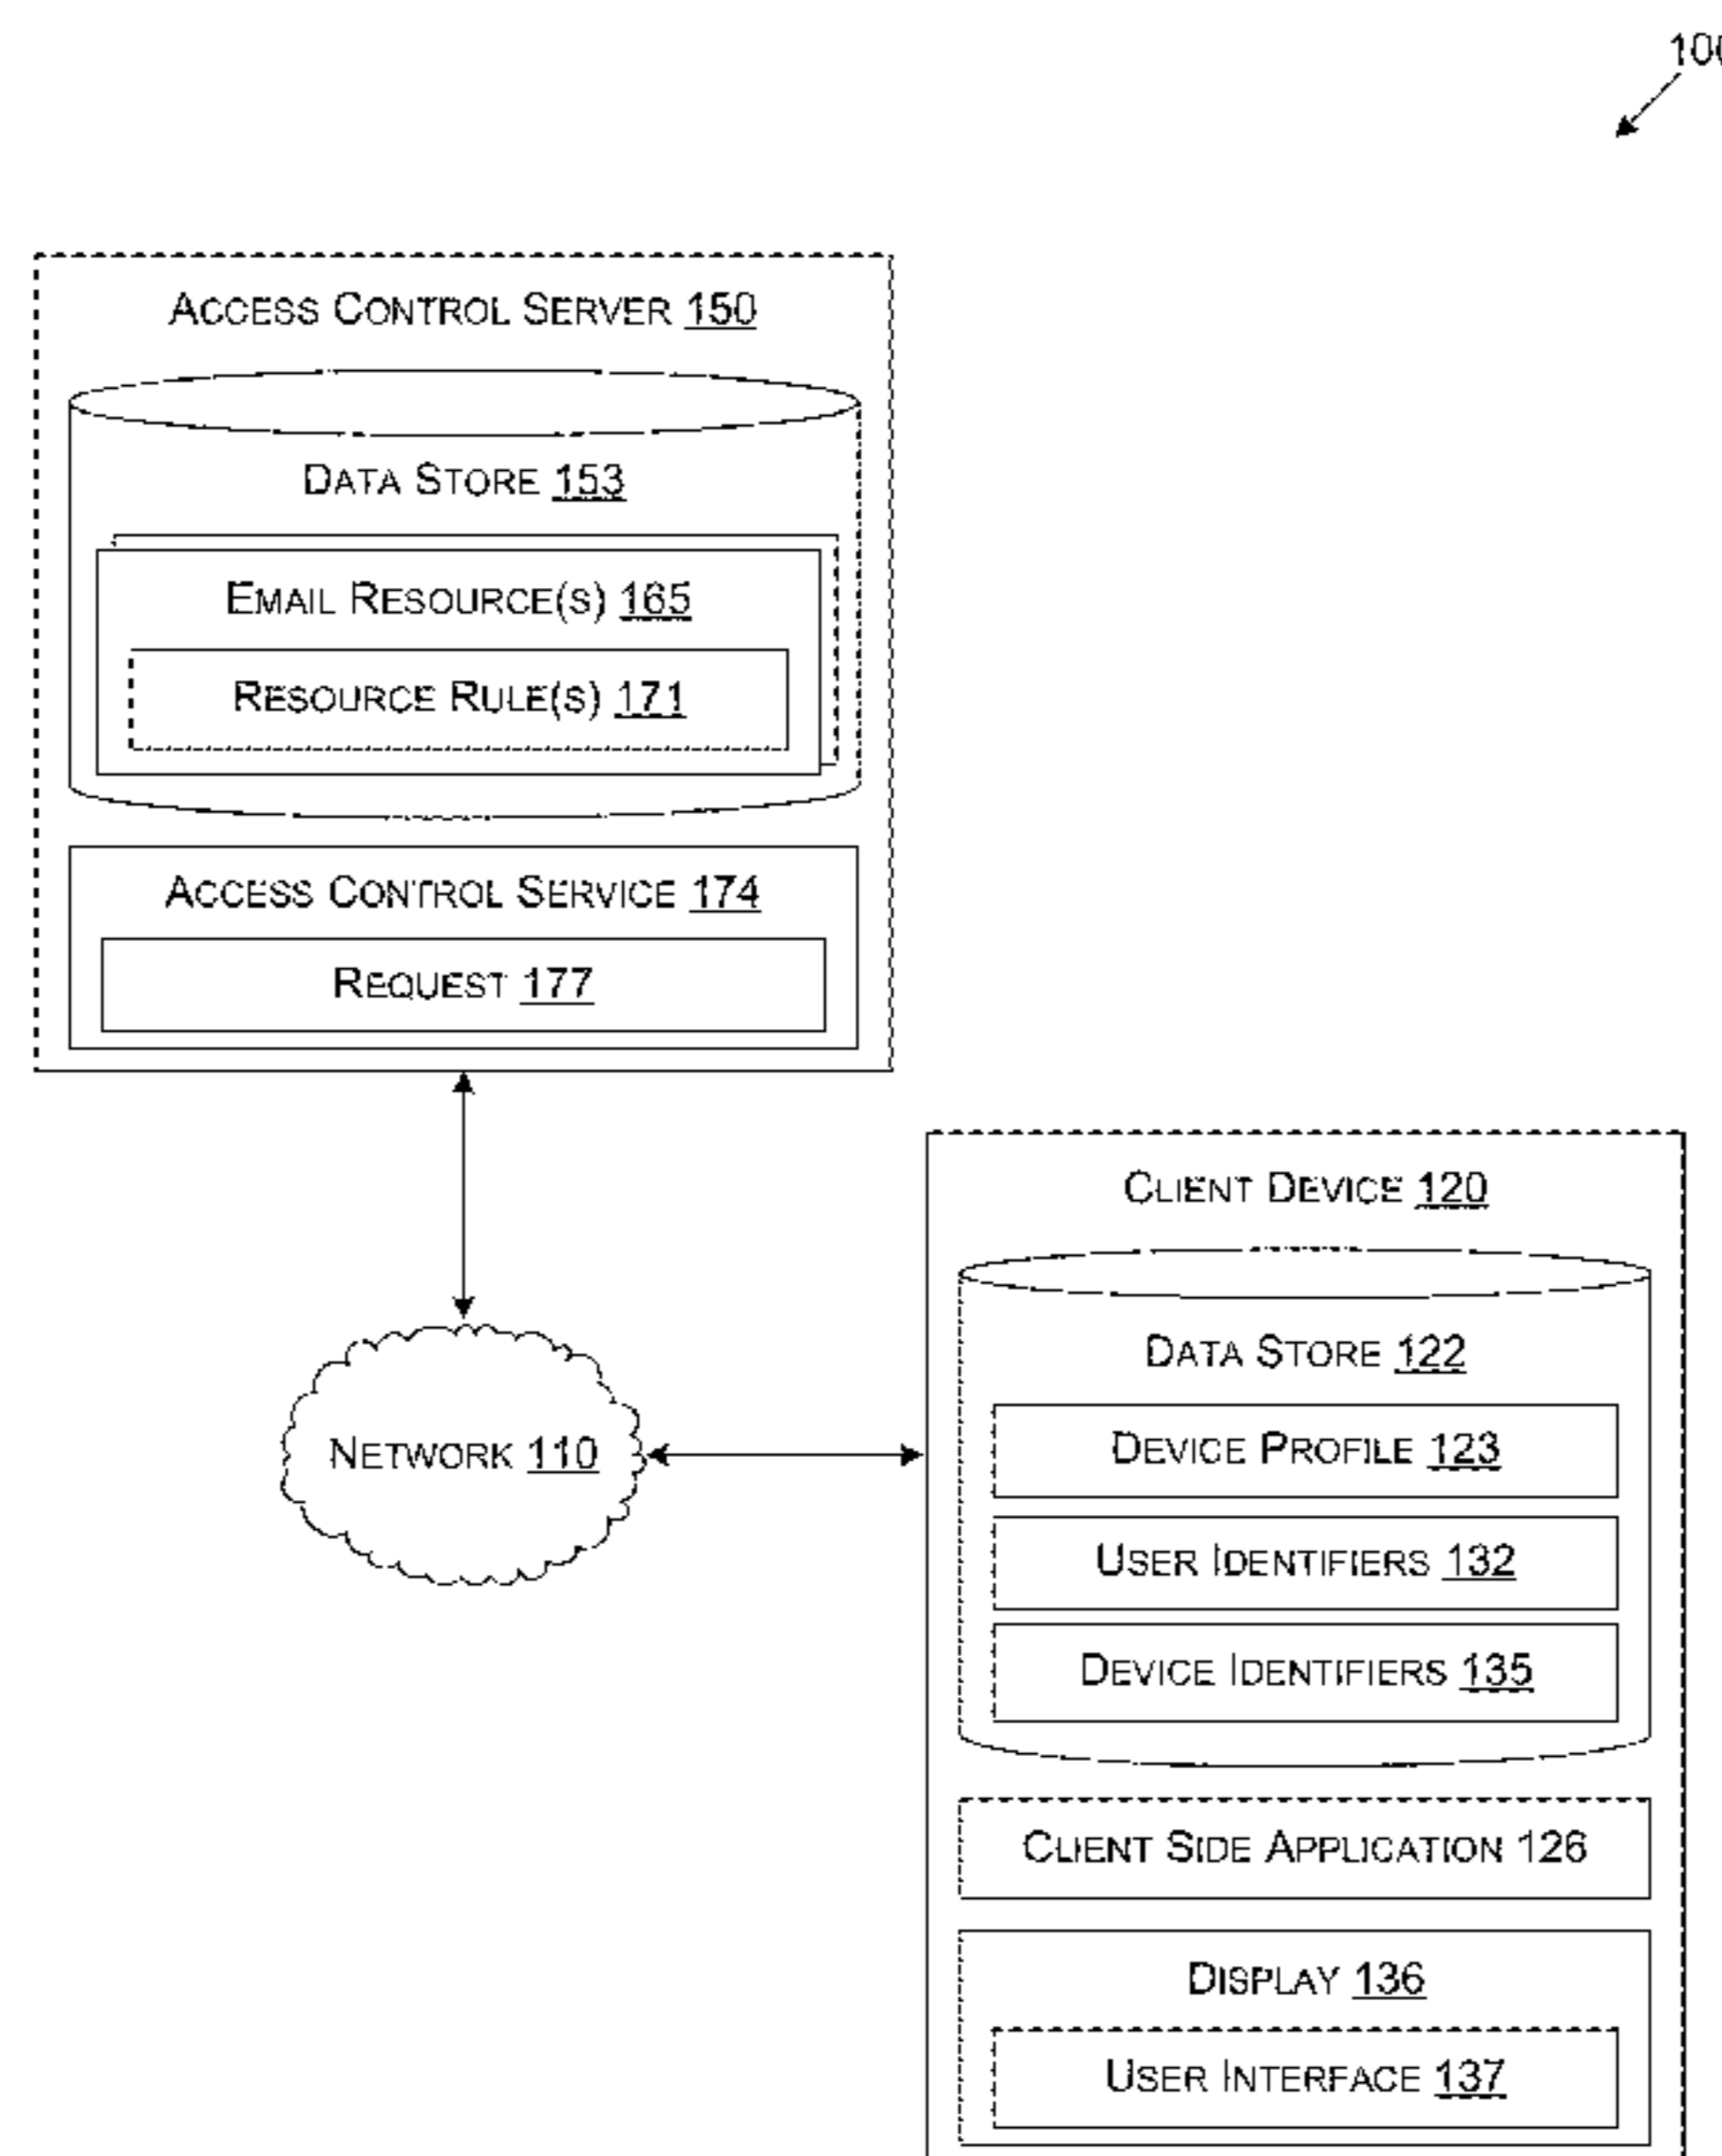 100
ACCESS CONTROL SERVER 150
DATA STORE 153
EMAIL RESOURCE(S) 165
RESOURCE RULE(S) 171
ACCESS CONTROL SERVICE 174
REQUEST 177
CLIENT DEVICE 120
DATA STORE 122
NETWORK 110
DEVICE PROFILE 123
USER IDENTIFIERS 132
DEVICE IDENTIFIERS 135
CLIENT SIDE APPLICATION 126
DISPLAY 136
USER INTERFACE 137